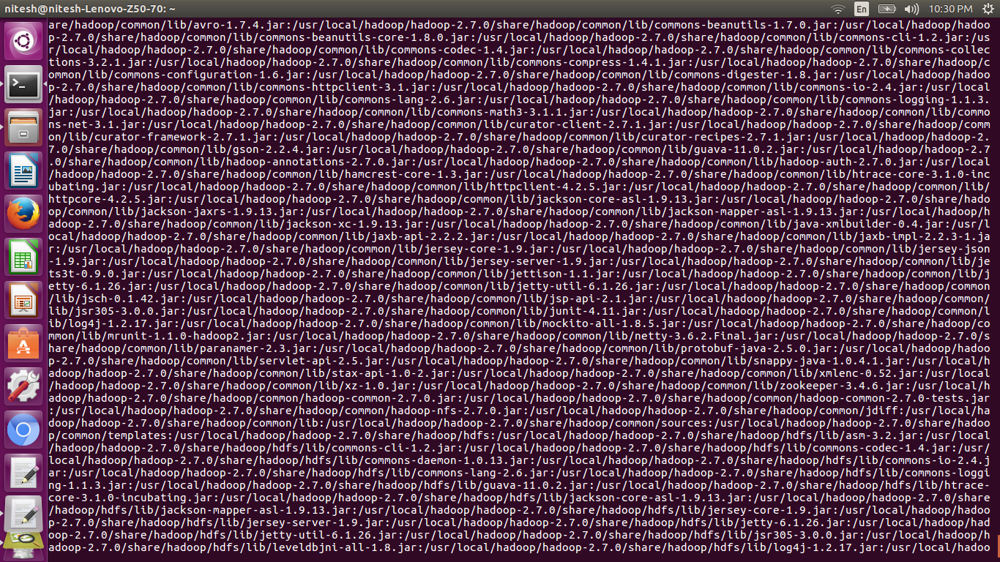 nitesh@nitesh-Lenovo-Z50-70: ~
En
10:30 PM
are/hadoop/common/lib/avro-1.7.4.jar:/usr/local/hadoop/hadoop-2.7.0/share/hadoop/common/lib/commons-beanutils-1.7.0.jar:/usr/local/hadoop/hadoo
p-2.7.0/share/hadoop/common/lib/commons-beanutils-core-1.8.0.jar:/usr/local/hadoop/hadoop-2.7.0/share/hadoop/common/lib/commons-cli-1.2.jar:/us
r/local/hadoop/hadoop-2.7.0/share/hadoop/common/lib/commons-codec-1.4.jar:/usr/local/hadoop/hadoop-2.7.0/share/hadoop/common/lib/commons-collec
tions-3.2.1.jar:/usr/local/hadoop/hadoop-2.7.0/share/hadoop/common/lib/commons-compress-1.4.1.jar:/usr/local/hadoop/hadoop-2.7.0/share/hadoop/c
ommon/lib/commons-configuration-1.6.jar:/usr/local/hadoop/hadoop-2.7.0/share/hadoop/common/lib/commons-digester-1.8.jar:/usr/local/hadoop/hadoo
p-2.7.0/share/hadoop/common/lib/commons-httpclient-3.1.jar:/usr/local/hadoop/hadoop-2.7.0/share/hadoop/common/lib/commons-io-2.4.jar:/usr/local
/hadoop/hadoop-2.7.0/share/hadoop/common/lib/commons-lang-2.6.jar:/usr/local/hadoop/hadoop-2.7.0/share/hadoop/common/lib/commons-logging-1.1.3.
jar:/usr/local/hadoop/hadoop-2.7.0/share/hadoop/common/lib/commons-math3-3.1.1.jar:/usr/local/hadoop/hadoop-2.7.0/share/hadoop/common/lib/commo
ns-net-3.1.jar:/usr/local/hadoop/hadoop-2.7.0/share/hadoop/common/lib/curator-client-2.7.1.jar:/usr/local/hadoop/hadoop-2.7.0/share/hadoop/comm
on/lib/curator-framework-2.7.1.jar:/usr/local/hadoop/hadoop-2.7.0/share/hadoop/common/lib/curator-recipes-2.7.1.jar:/usr/local/hadoop/hadoop-2.
7.0/share/hadoop/common/lib/gson-2.2.4.jar:/usr/local/hadoop/hadoop-2.7.0/share/hadoop/common/lib/guava-11.0.2.jar:/usr/local/hadoop/hadoop-2.7
.0/share/hadoop/common/lib/hadoop-annotations-2.7.0.jar:/usr/local/hadoop/hadoop-2.7.0/share/hadoop/common/lib/hadoop-auth-2.7.0.jar:/usr/local
/hadoop/hadoop-2.7.0/share/hadoop/common/lib/hamcrest-core-1.3.jar:/usr/local/hadoop/hadoop-2.7.0/share/hadoop/common/lib/htrace-core-3.1.0-inc
ubating.jar:/usr/local/hadoop/hadoop-2.7.0/share/hadoop/common/lib/httpclient-4.2.5.jar:/usr/local/hadoop/hadoop-2.7.0/share/hadoop/common/lib/
httpcore-4.2.5.jar:/usr/local/hadoop/hadoop-2.7.0/share/hadoop/common/lib/jackson-core-asl-1.9.13.jar:/usr/local/hadoop/hadoop-2.7.0/share/hado
op/common/lib/jackson-jaxrs-1.9.13.jar:/usr/local/hadoop/hadoop-2.7.0/share/hadoop/common/lib/jackson-mapper-asl-1.9.13.jar:/usr/local/hadoop/h
adoop-2.7.0/share/hadoop/common/lib/jackson-xc-1.9.13.jar:/usr/local/hadoop/hadoop-2.7.0/share/hadoop/common/lib/java-xmlbuilder-0.4.jar:/usr/l
ocal/hadoop/hadoop-2.7.0/share/hadoop/common/lib/jaxb-api-2.2.2.jar:/usr/local/hadoop/hadoop-2.7.0/share/hadoop/common/lib/jaxb-impl-2.2.3-1.ja
r:/usr/local/hadoop/hadoop-2.7.0/share/hadoop/common/lib/jersey-core-1.9.jar:/usr/local/hadoop/hadoop-2.7.0/share/hadoop/common/lib/jersey-json
-1.9.jar:/usr/local/hadoop/hadoop-2.7.0/share/hadoop/common/lib/jersey-server-1.9.jar:/usr/local/hadoop/hadoop-2.7.0/share/hadoop/common/lib/je
ts3t-0.9.0.jar:/usr/local/hadoop/hadoop-2.7.0/share/hadoop/common/lib/jettison-1.1.jar:/usr/local/hadoop/hadoop-2.7.0/share/hadoop/common/lib/j
etty-6.1.26.jar:/usr/local/hadoop/hadoop-2.7.0/share/hadoop/common/lib/jetty-util-6.1.26.jar:/usr/local/hadoop/hadoop-2.7.0/share/hadoop/common
/lib/jsch-0.1.42.jar:/usr/local/hadoop/hadoop-2.7.0/share/hadoop/common/lib/jsp-api-2.1.jar:/usr/local/hadoop/hadoop-2.7.0/share/hadoop/common/
lib/jsr305-3.0.0.jar:/usr/local/hadoop/hadoop-2.7.0/share/hadoop/common/lib/junit-4.11.jar:/usr/local/hadoop/hadoop-2.7.0/share/hadoop/common/l
ib/log4j-1.2.17.jar:/usr/local/hadoop/hadoop-2.7.0/share/hadoop/common/lib/mockito-all-1.8.5.jar:/usr/local/hadoop/hadoop-2.7.0/share/hadoop/co
mmon/lib/mrunit-1.1.0-hadoop2.jar:/usr/local/hadoop/hadoop-2.7.0/share/hadoop/common/lib/netty-3.6.2.Final.jar:/usr/local/hadoop/hadoop-2.7.0/s
hare/hadoop/common/lib/paranamer-2.3.jar:/usr/local/hadoop/hadoop-2.7.0/share/hadoop/common/lib/protobuf-java-2.5.0.jar:/usr/local/hadoop/hadoo
p-2.7.0/share/hadoop/common/lib/servlet-api-2.5.jar:/usr/local/hadoop/hadoop-2.7.0/share/hadoop/common/lib/snappy-java-1.0.4.1.jar:/usr/local/h
adoop/hadoop-2.7.0/share/hadoop/common/lib/stax-api-1.0-2.jar:/usr/local/hadoop/hadoop-2.7.0/share/hadoop/common/lib/xmlenc-0.52.jar:/usr/local
/hadoop/hadoop-2.7.0/share/hadoop/common/lib/xz-1.0.jar:/usr/local/hadoop/hadoop-2.7.0/share/hadoop/common/lib/zookeeper-3.4.6.jar:/usr/local/h
adoop/hadoop-2.7.0/share/hadoop/common/hadoop-common-2.7.0.jar:/usr/local/hadoop/hadoop-2.7.0/share/hadoop/common/hadoop-common-2.7.0-tests.jar
:/usr/local/hadoop/hadoop-2.7.0/share/hadoop/common/hadoop-nfs-2.7.0.jar:/usr/local/hadoop/hadoop-2.7.0/share/hadoop/common/jdiff:/usr/local/ha
doop/hadoop-2.7.0/share/hadoop/common/lib:/usr/local/hadoop/hadoop-2.7.0/share/hadoop/common/sources:/usr/local/hadoop/hadoop-2.7.0/share/hadoo
p/common/templates:/usr/local/hadoop/hadoop-2.7.0/share/hadoop/hdfs:/usr/local/hadoop/hadoop-2.7.0/share/hadoop/hdfs/lib/asm-3.2.jar:/usr/local
/hadoop/hadoop-2.7.0/share/hadoop/hdfs/lib/commons-cli-1.2.jar:/usr/local/hadoop/hadoop-2.7.0/share/hadoop/hdfs/lib/commons-codec-1.4.jar:/usr/
local/hadoop/hadoop-2.7.0/share/hadoop/hdfs/lib/commons-daemon-1.0.13.jar:/usr/local/hadoop/hadoop-2.7.0/share/hadoop/hdfs/lib/commons-io-2.4.j
ar:/usr/local/hadoop/hadoop-2.7.0/share/hadoop/hdfs/lib/commons-lang-2.6.jar:/usr/local/hadoop/hadoop-2.7.0/share/hadoop/hdfs/lib/commons-loggi
ng-1.1.3.jar:/usr/local/hadoop/hadoop-2.7.0/share/hadoop/hdfs/lib/guava-11.0.2.jar:/usr/local/hadoop/hadoop-2.7.0/share/hadoop/hdfs/lib/htrace-
core-3.1.0-incubating.jar:/usr/local/hadoop/hadoop-2.7.0/share/hadoop/hdfs/lib/jackson-core-asl-1.9.13.jar:/usr/local/hadoop/hadoop-2.7.0/share
/hadoop/hdfs/lib/jackson-mapper-asl-1.9.13.jar:/usr/local/hadoop/hadoop-2.7.0/share/hadoop/hdfs/lib/jersey-core-1.9.jar:/usr/local/hadoop/hadoo
p-2.7.0/share/hadoop/hdfs/lib/jersey-server-1.9.jar:/usr/local/hadoop/hadoop-2.7.0/share/hadoop/hdfs/lib/jetty-6.1.26.jar:/usr/local/hadoop/had
oop-2.7.0/share/hadoop/hdfs/lib/jetty-util-6.1.26.jar:/usr/local/hadoop/hadoop-2.7.0/share/hadoop/hdfs/lib/jsr305-3.0.0.jar:/usr/local/hadoop/h
adoop-2.7.0/share/hadoop/hdfs/lib/leveldbjni-all-1.8.jar:/usr/local/hadoop/hadoop-2.7.0/share/hadoop/hdfs/lib/log4j-1.2.17.jar:/usr/local/hadoo